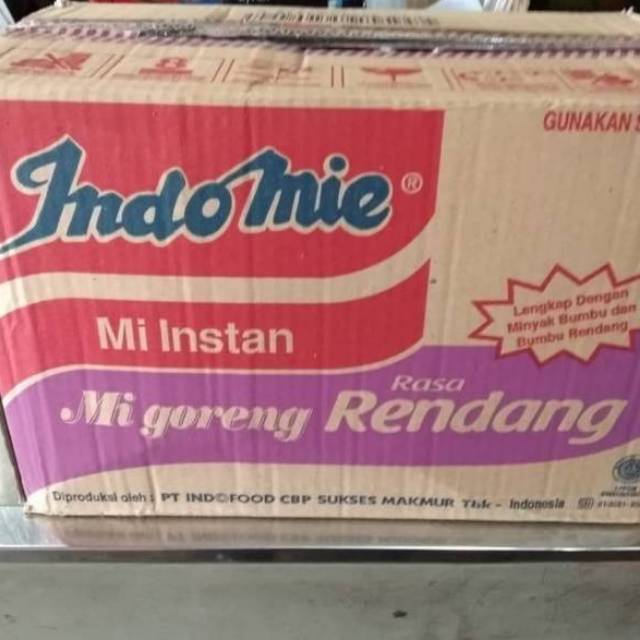 GUNAKAN
Indomie®
Lengkap Dengan
Minyak Bumbu dan
Bumbu Rendang
Mi Instan
Rasa
Mi goreng Rendang
Diproduksi oleh : PT INDOFOOD CBP SUKSES MAKMUR Tbk - Indonesia